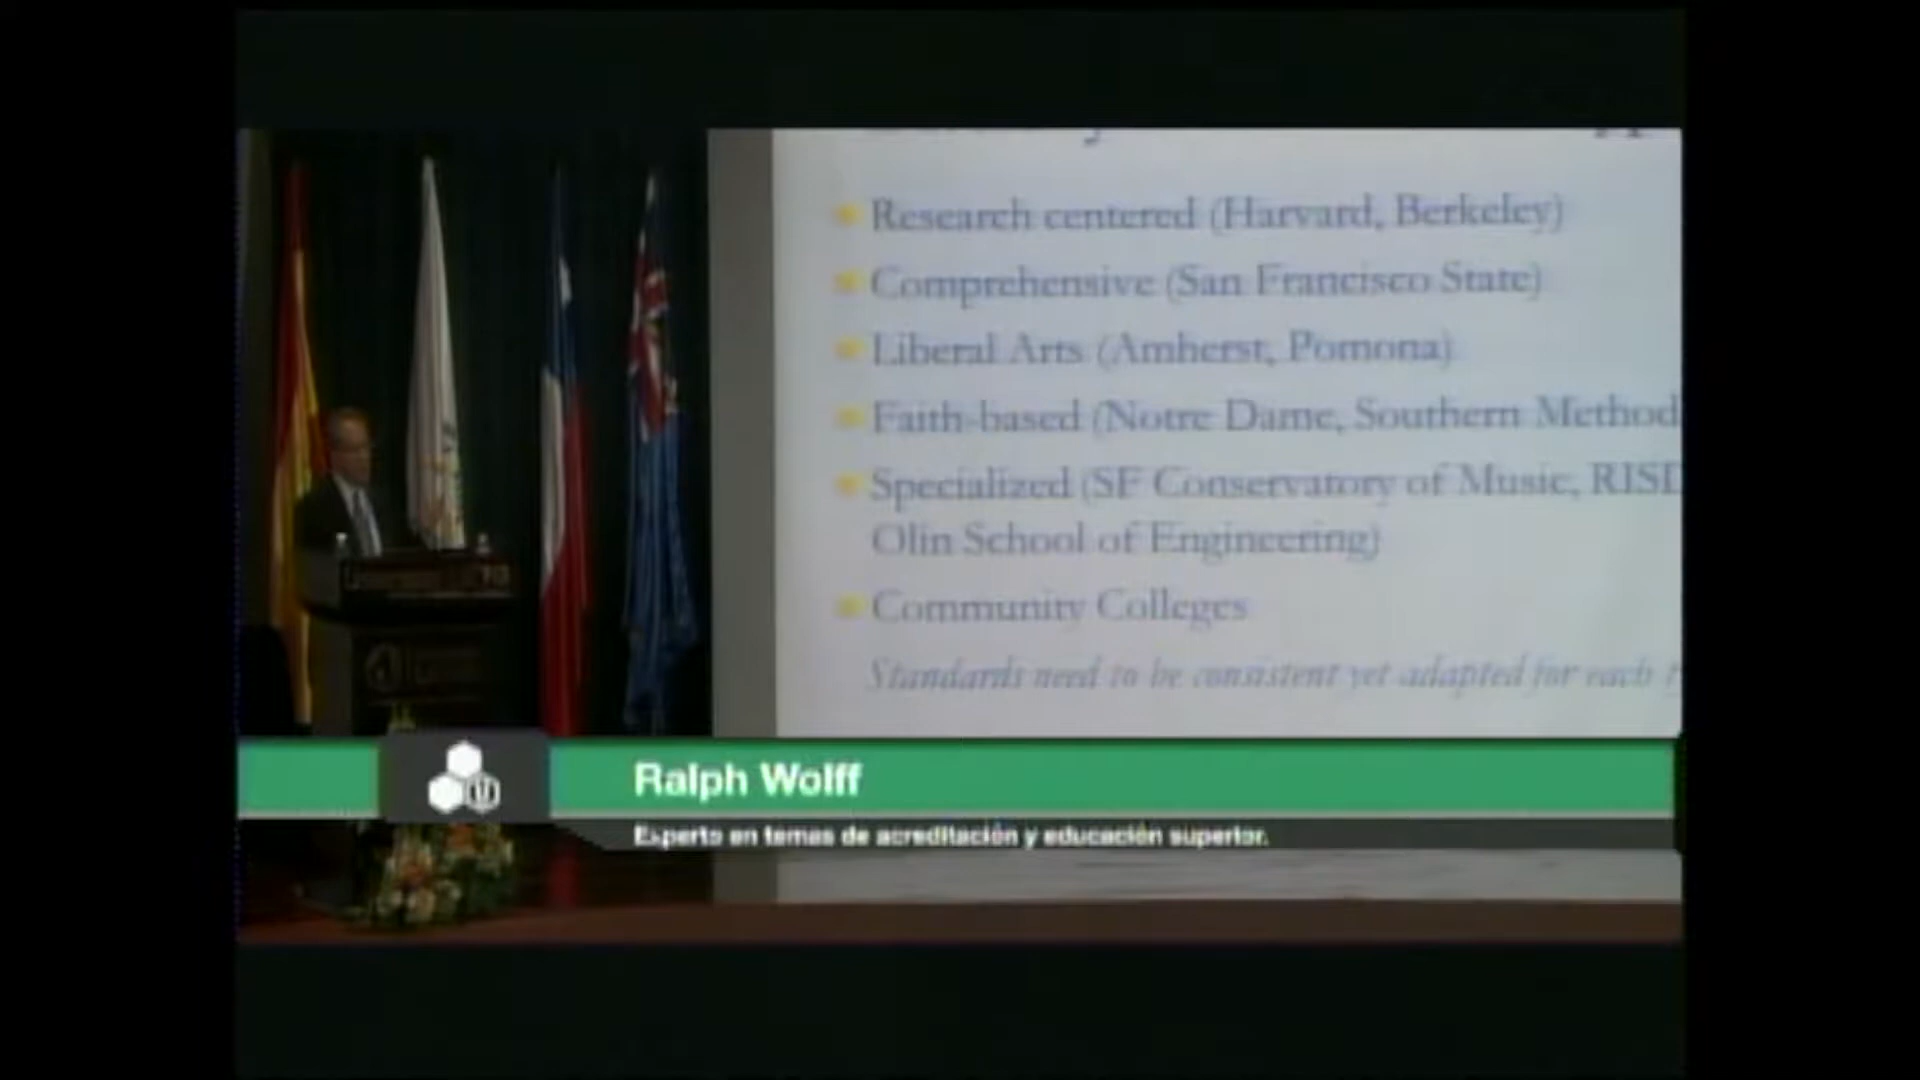 Research centered (Harvard, Berkeley)
Comprehensive (San Francisco State)
Liberal Arts (Amherst, Pomona)
Faith-based (Notre Dame, Southern Method
Specialized (SF Conservatory of Music, RISD
Olin School of Engineering)
Community Colleges
Standards need to be consistent yet adapted for each
Ralph Wolff
Experto en temas de acreditación y educación superior.